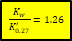 K_w / K'_0.27 = 1.26